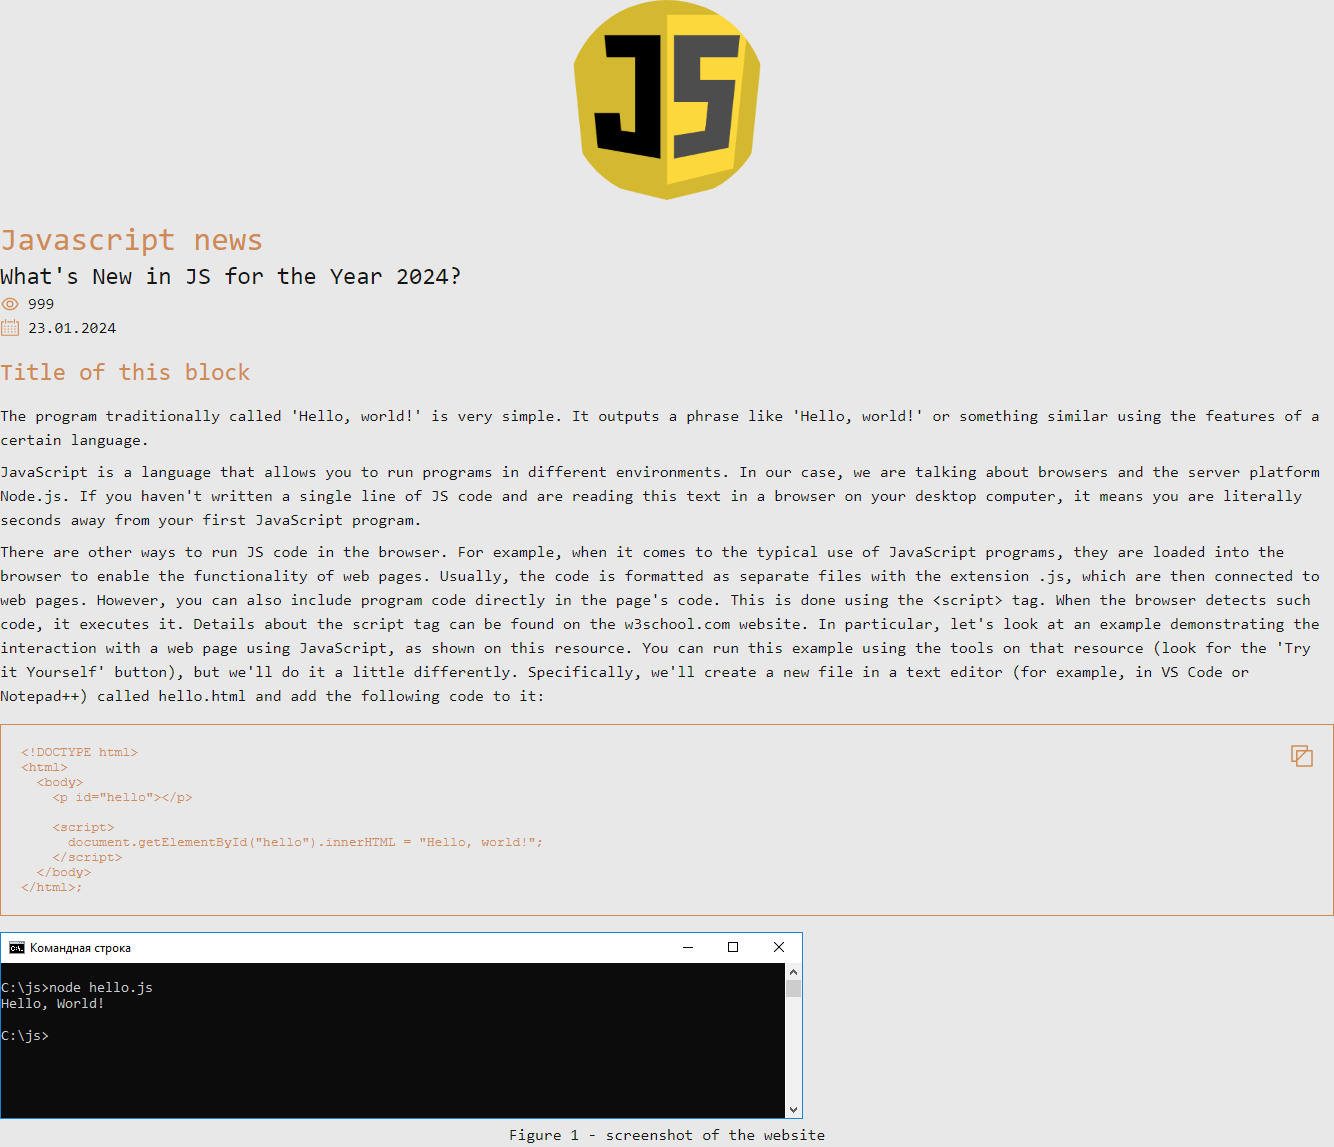 JS
Javascript news
What's New in JS for the Year 2024?
999
23.01.2024
Title of this block
The program traditionally called 'Hello, world!' is very simple. It outputs a phrase like 'Hello, world!' or something similar using the features of a
certain language.
JavaScript is a language that allows you to run programs in different environments. In our case, we are talking about browsers and the server platform
Node.js. If you haven't written a single line of JS code and are reading this text in a browser on your desktop computer, it means you are literally
seconds away from your first JavaScript program.
There are other ways to run JS code in the browser. For example, when it comes to the typical use of JavaScript programs, they are loaded into the
browser to enable the functionality of web pages. Usually, the code is formatted as separate files with the extension .js, which are then connected to
web pages. However, you can also include program code directly in the page's code. This is done using the <script> tag. When the browser detects such
code, it executes it. Details about the script tag can be found on the w3school.com website. In particular, let's look at an example demonstrating the
interaction with a web page using JavaScript, as shown on this resource. You can run this example using the tools on that resource (look for the 'Try
it Yourself' button), but we'll do it a little differently. Specifically, we'll create a new file in a text editor (for example, in VS Code or
Notepad++) called hello.html and add the following code to it:
<!DOCTYPE html>
<html>
  <body>
    <p id="hello"></p>
    <script>
      document.getElementById("hello").innerHTML = "Hello, world!";
    </script>
  </body>
</html>;
Командная строка
C:\js>node hello.js
Hello, World!
C:\js>
Figure 1 - screenshot of the website